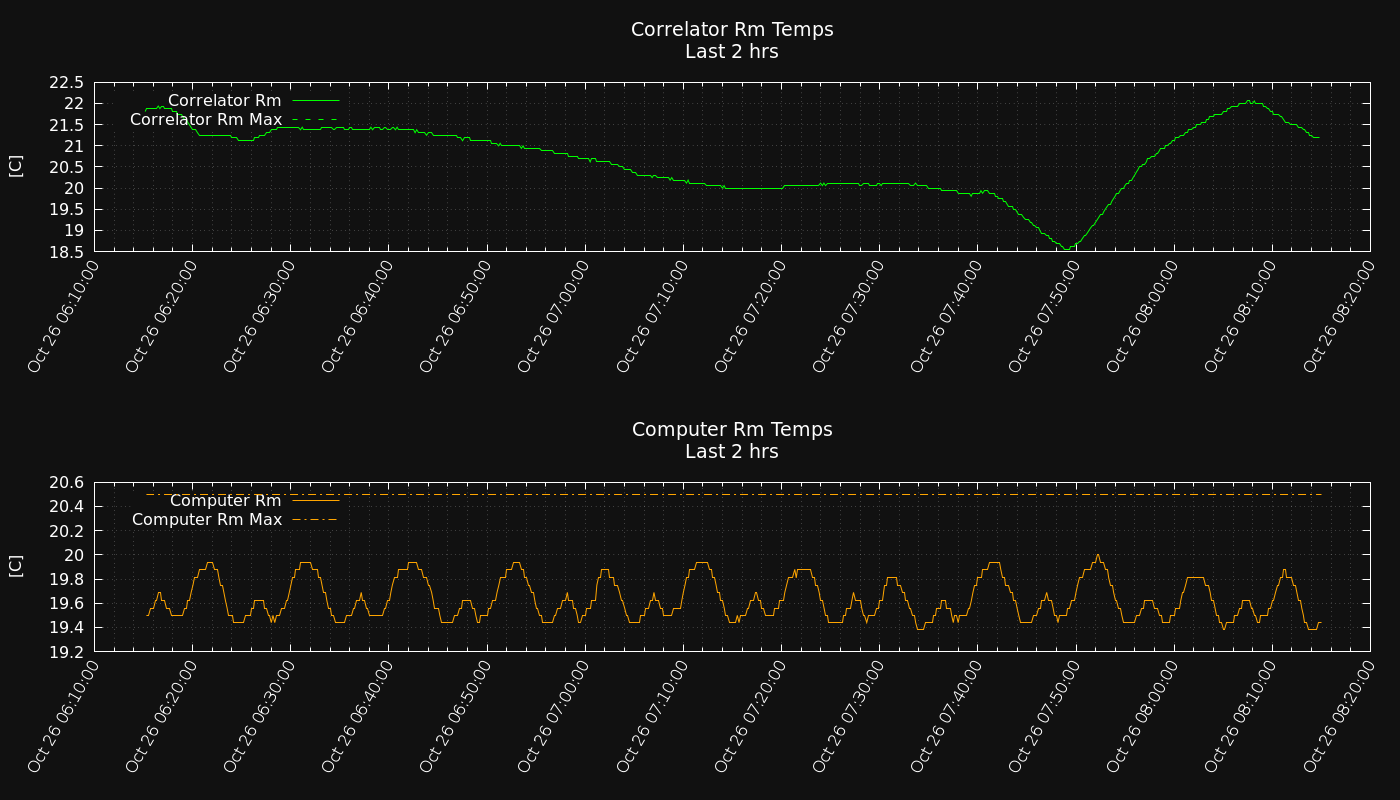 Correlator Rm Temps
Last 2 hrs
22.5
22
21.5
21
20.5
20
19.5
19
18.5
[C]
Correlator Rm
Correlator Rm Max
Oct 26 06:10:00
Oct 26 06:20:00
Oct 26 06:30:00
Oct 26 06:40:00
Oct 26 06:50:00
Oct 26 07:00:00
Oct 26 07:10:00
Oct 26 07:20:00
Oct 26 07:30:00
Oct 26 07:40:00
Oct 26 07:50:00
Oct 26 08:00:00
Oct 26 08:10:00
Oct 26 08:20:00
Computer Rm Temps
Last 2 hrs
20.6
20.4
20.2
20
19.8
19.6
19.4
19.2
[C]
Computer Rm
Computer Rm Max
Oct 26 06:10:00
Oct 26 06:20:00
Oct 26 06:30:00
Oct 26 06:40:00
Oct 26 06:50:00
Oct 26 07:00:00
Oct 26 07:10:00
Oct 26 07:20:00
Oct 26 07:30:00
Oct 26 07:40:00
Oct 26 07:50:00
Oct 26 08:00:00
Oct 26 08:10:00
Oct 26 08:20:00